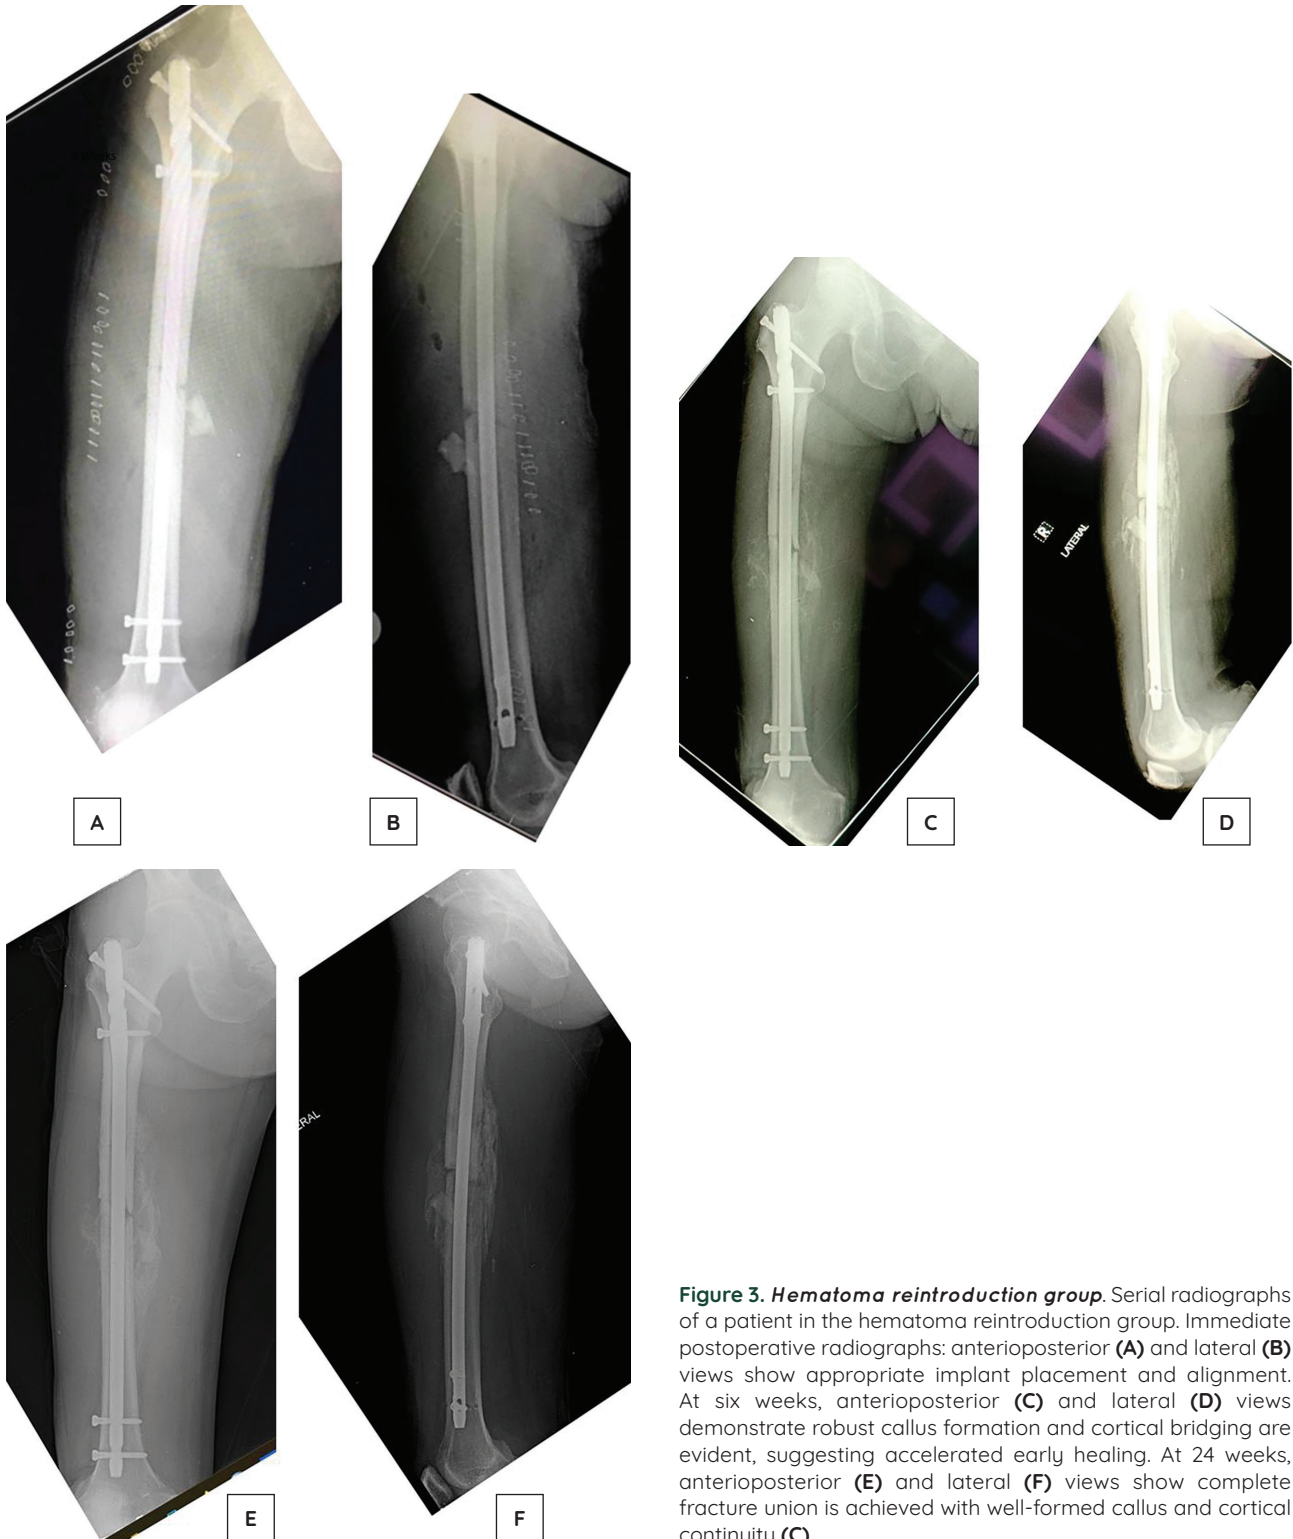 A
B
C
D
R
LATERAL
ERAL
E
F
Figure 3. Hematoma reintroduction group. Serial radiographs
of a patient in the hematoma reintroduction group. Immediate
postoperative radiographs: anterioposterior (A) and lateral (B)
views show appropriate implant placement and alignment.
At six weeks, anterioposterior (C) and lateral (D) views
demonstrate robust callus formation and cortical bridging are
evident, suggesting accelerated early healing. At 24 weeks,
anterioposterior (E) and lateral (F) views show complete
fracture union is achieved with well-formed callus and cortical
continuity (C).